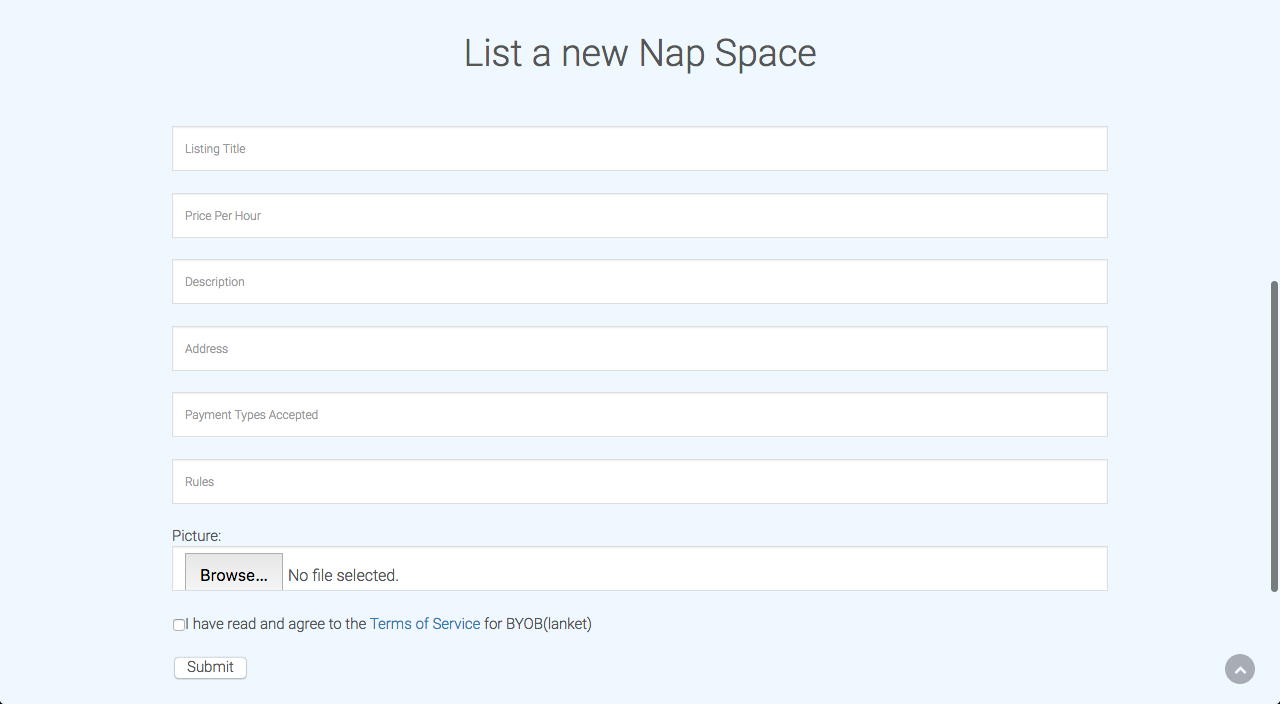 List a new Nap Space
Listing Title
Price Per Hour
Description
Address
Payment Types Accepted
Rules
Picture:
Browse... No file selected.
I have read and agree to the Terms of Service for BYOB(lanket)
Submit